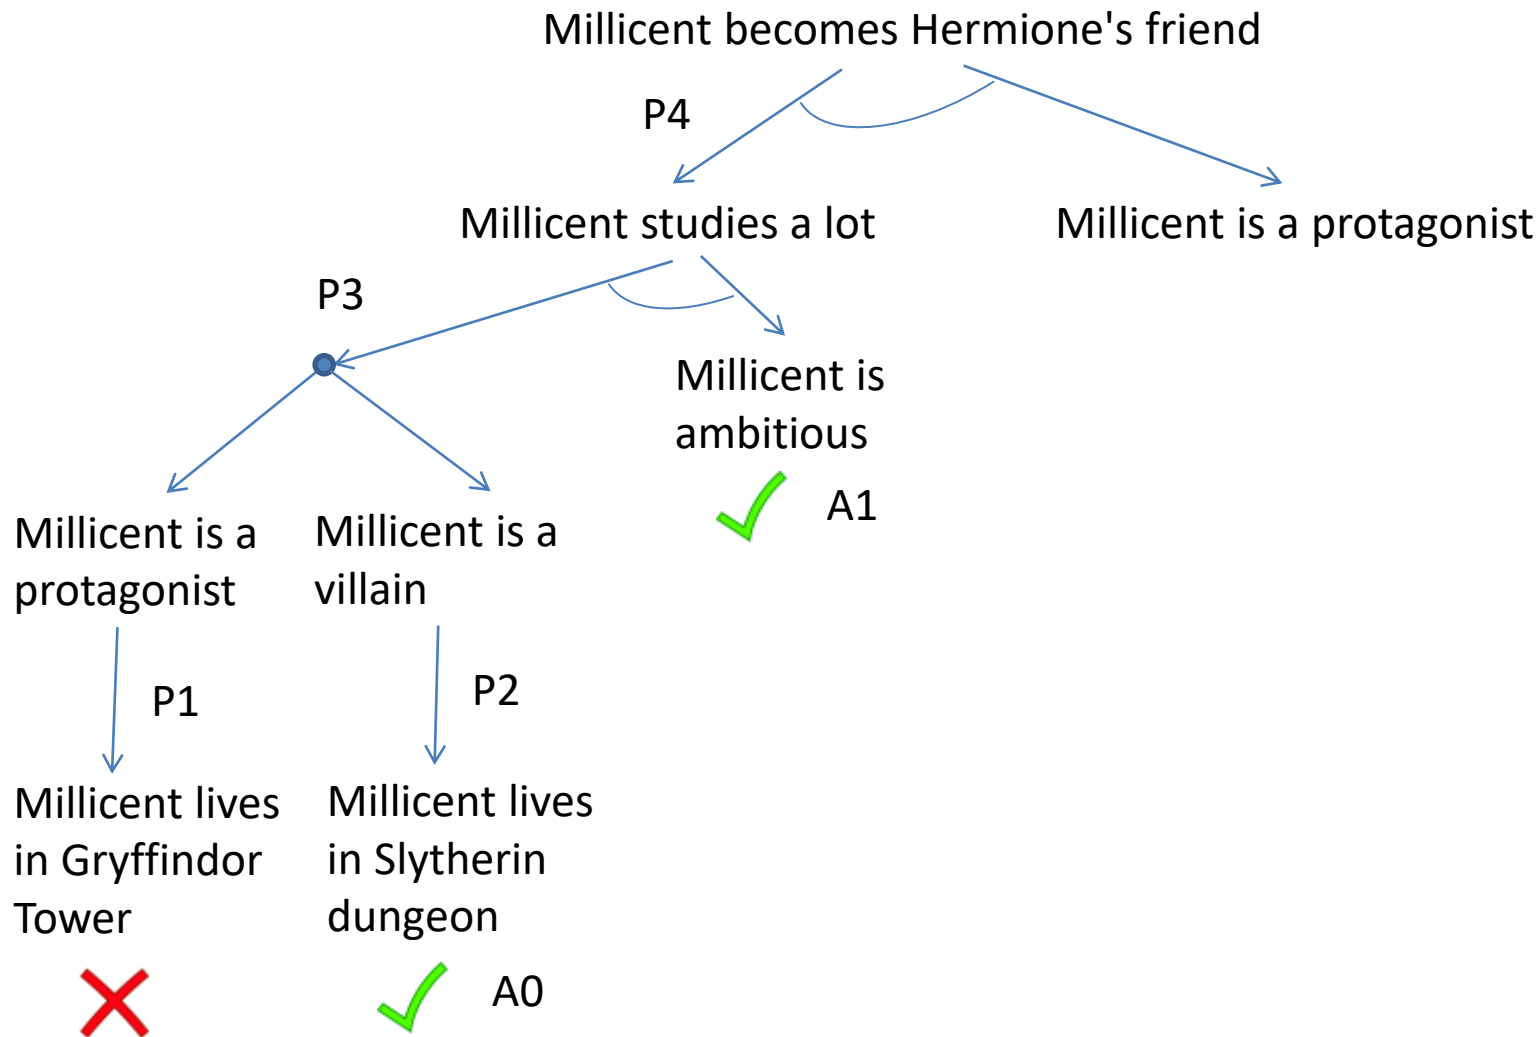 Millicent becomes Hermione's friend
P4
Millicent studies a lot
Millicent is a protagonist
P3
Millicent is
ambitious
A1
Millicent is a
protagonist
Millicent is a
villain
P1
P2
Millicent lives
in Gryffindor
Tower
Millicent lives
in Slytherin
dungeon
A0